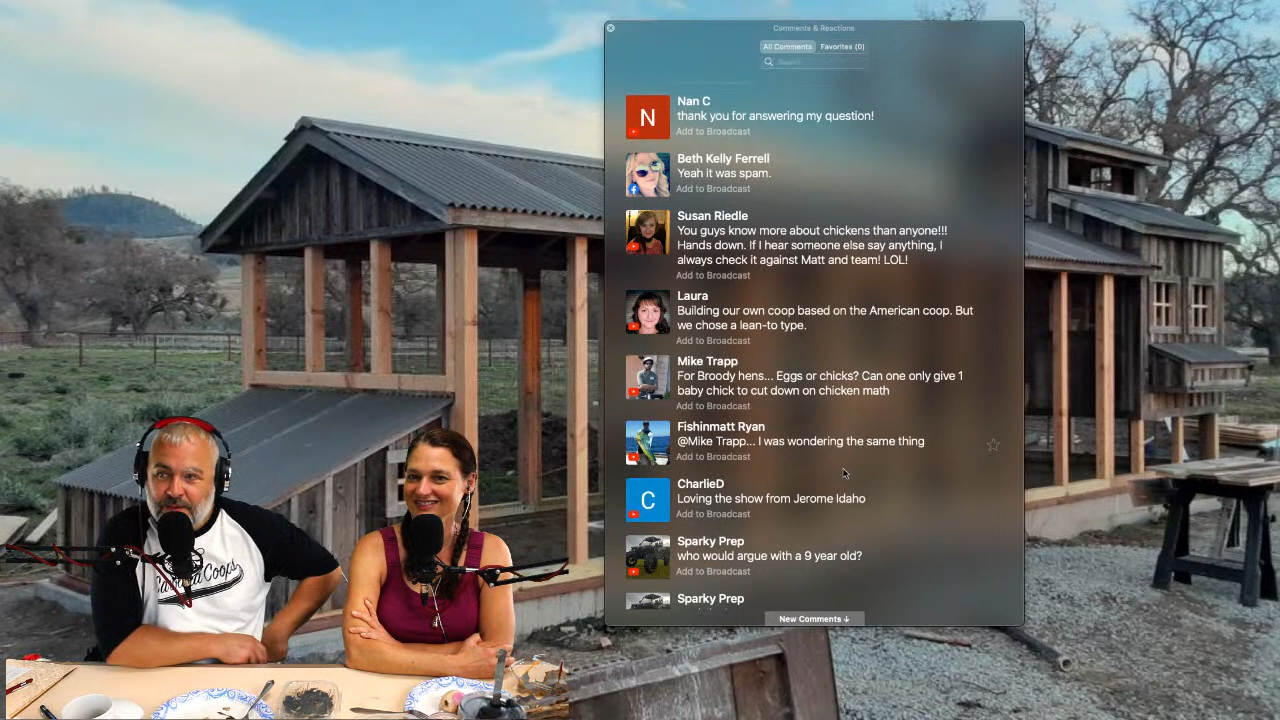 Comments & Reactions
All Comments Favorites (0)
Search
N
Nan C
thank you for answering my question!
Add to Broadcast
Beth Kelly Ferrell
Yeah it was spam.
Add to Broadcast
Susan Riedle
You guys know more about chickens than anyone!!!
Hands down. If I hear someone else say anything, I
always check it against Matt and team! LOL!
Add to Broadcast
Laura
Building our own coop based on the American coop. But
we chose a lean-to type.
Add to Broadcast
Mike Trapp
For Broody hens... Eggs or chicks? Can one only give 1
baby chick to cut down on chicken math
Add to Broadcast
Fishinmatt Ryan
@Mike Trapp... I was wondering the same thing
Add to Broadcast
C
CharlieD
Loving the show from Jerome Idaho
Add to Broadcast
Sparky Prep
who would argue with a 9 year old?
Add to Broadcast
Sparky Prep
New Comments ↓
Coops